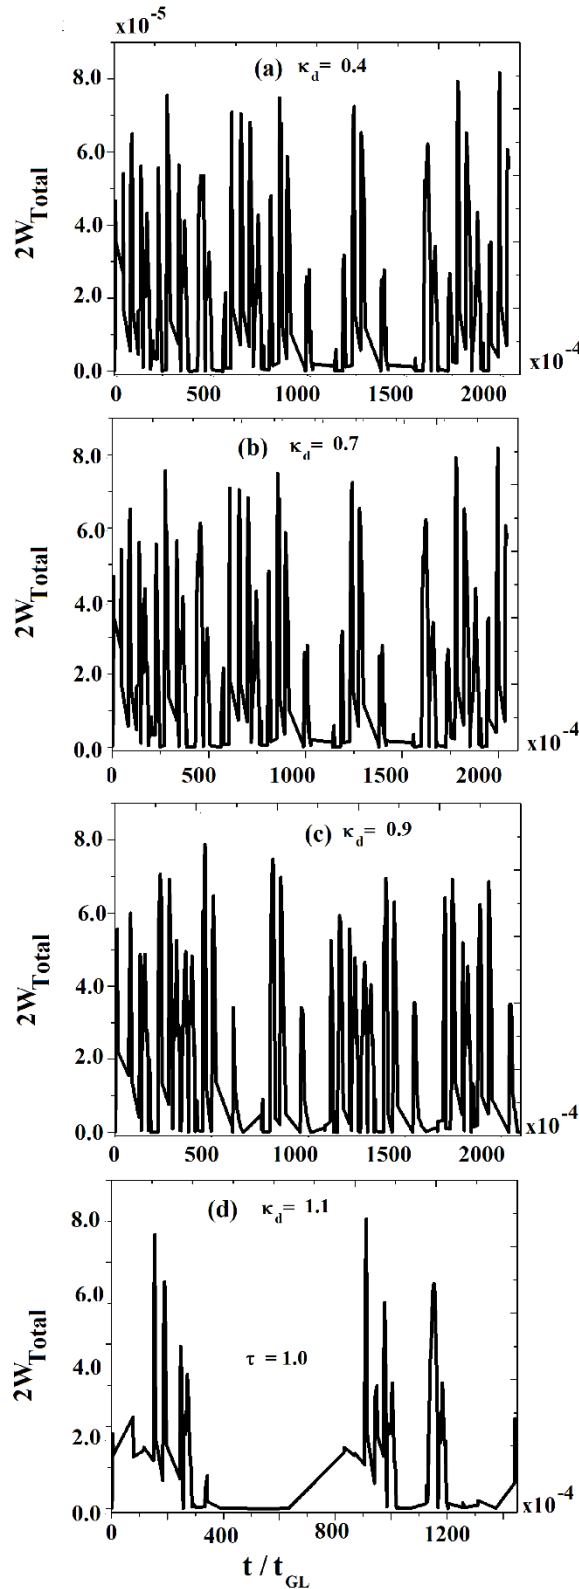 x10⁻⁵
(a) κ_d = 0.4
8.0
6.0
4.0
2.0
0.0
2W_Total
0 500 1000 1500 2000
x10⁻⁴
(b) κ_d = 0.7
8.0
6.0
4.0
2.0
0.0
2W_Total
0 500 1000 1500 2000
x10⁻⁴
(c) κ_d = 0.9
8.0
6.0
4.0
2.0
0.0
2W_Total
0 500 1000 1500 2000
x10⁻⁴
(d) κ_d = 1.1
8.0
6.0
4.0
2.0
0.0
2W_Total
τ = 1.0
0 400 800 1200
x10⁻⁴
t / t_GL